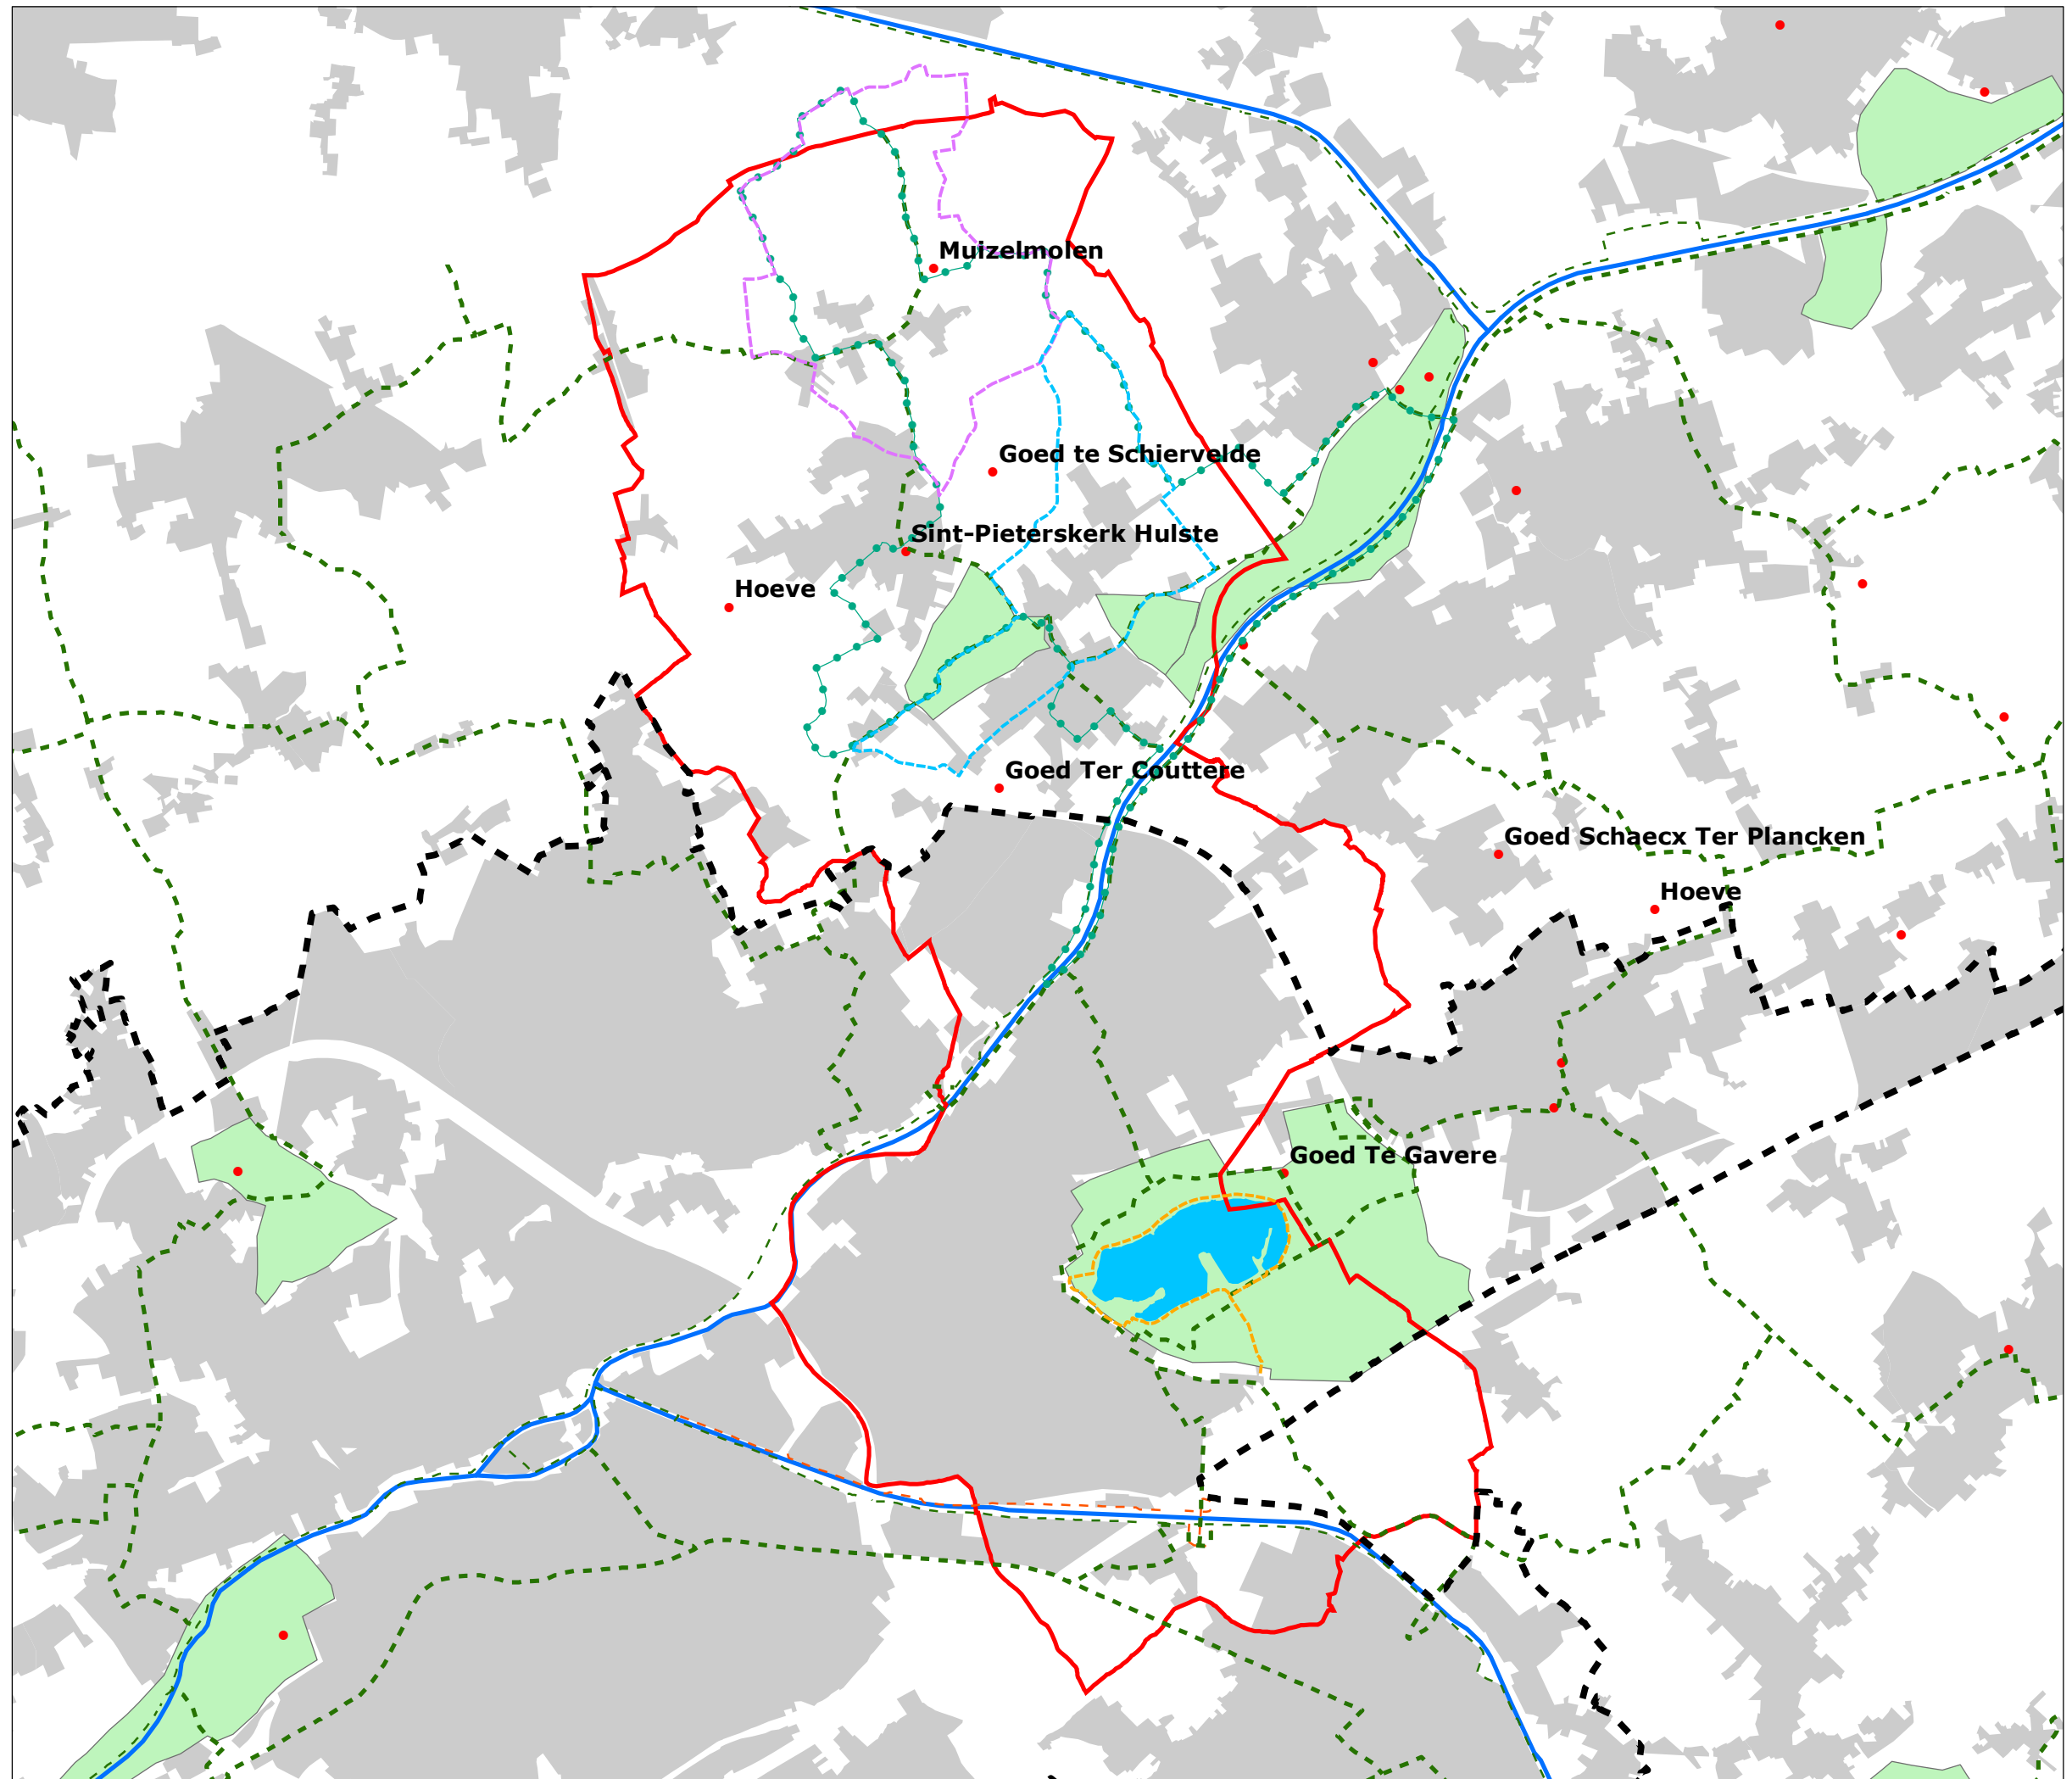 Muizelmolen
Goed te Schiervelde
Sint-Pieterskerk Hulste
Hoeve
Goed Ter Couttere
Goed Schaecx Ter Plancken
Hoeve
Goed Te Gavere